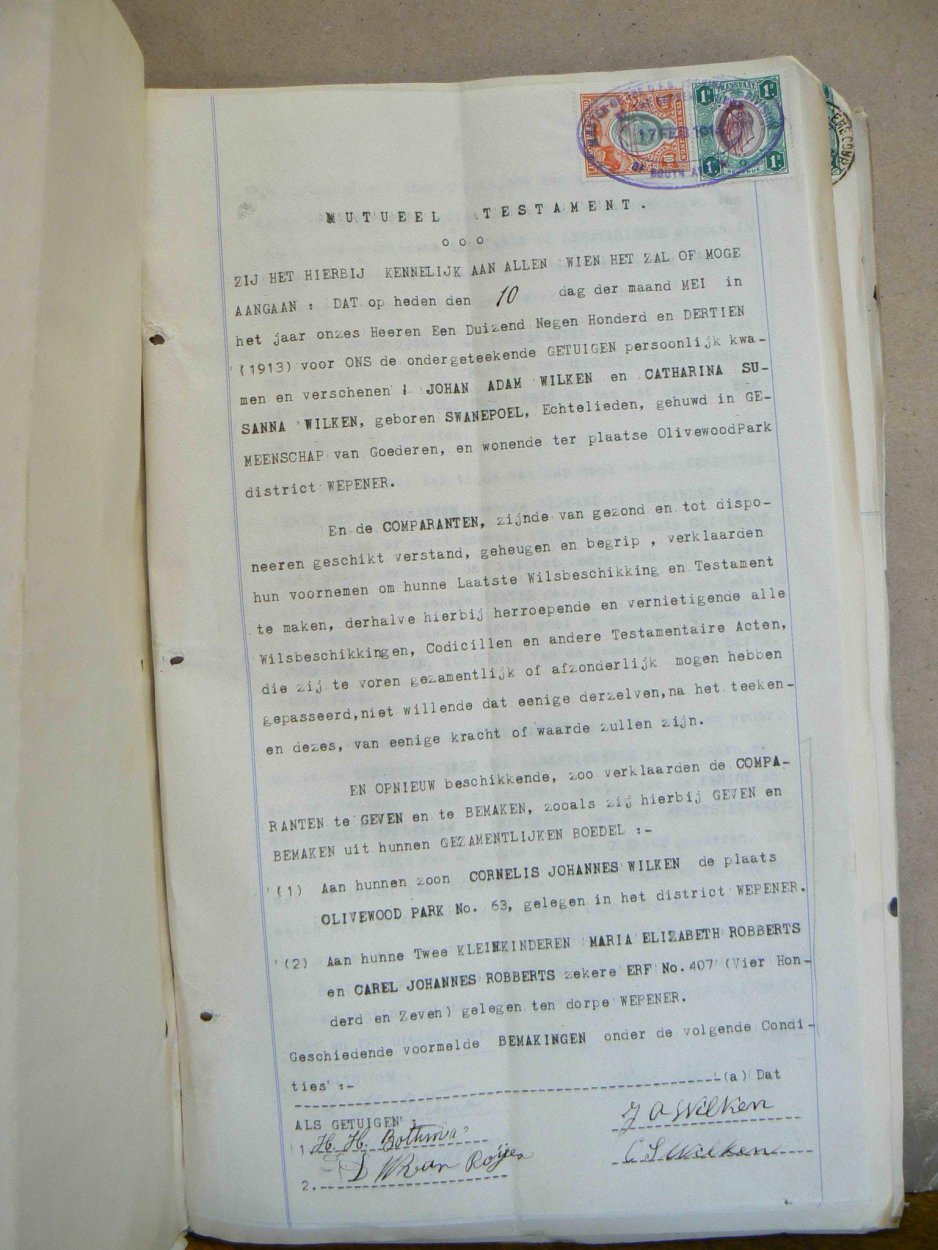 17 FEB 191
OF SOUTH
1D 1D
1D 1D
MUTUEEL TESTAMENT.
o o o
ZIJ HET HIERBIJ KENNELIJK AAN ALLEN WIEN HET ZAL OF MOGE
AANGAAN : DAT op heden den 10 dag der maand MEI in
het jaar onzes Heeren Een Duizend Negen Honderd en DERTIEN
(1913) voor ONS de ondergeteekende GETUIGEN persoonlijk kwa-
men en verschenen : JOHAN ADAM WILKEN en CATHARINA SU-
SANNA WILKEN, geboren SWANEPOEL, Echtelieden, gehuwd in GE-
MEENSCHAP van Goederen, en wonende ter plaatse OlivewoodPark
district WEPENER.
En de COMPARANTEN, zijnde van gezond en tot dispo-
neeren geschikt verstand, geheugen en begrip , verklaarden
hun voornemen om hunne Laatste Wilsbeschikking en Testament
te maken, derhalve hierbij herroepende en vernietigende alle
Wilsbeschikkingen, Codicillen en andere Testamentaire Acten,
die zij te voren gezamentlijk of afzonderlijk mogen hebben
gepasseerd,niet willende dat eenige derzelven,na het teeken-
en dezes, van eenige kracht of waarde zullen zijn.
EN OPNIEUW beschikkende, zoo verklaarden de COMPA-
RANTEN te GEVEN en te BEMAKEN, zooals zij hierbij GEVEN en
BEMAKEN uit hunnen GEZAMENTLIJKEN BOEDEL :-
(1) Aan hunnen zoon CORNELIS JOHANNES WILKEN de plaats
OLIVEWOOD PARK No. 63, gelegen in het district WEPENER.
(2) Aan hunne Twee KLEINKINDEREN MARIA ELIZABETH ROBBERTS
en CAREL JOHANNES ROBBERTS zekere ERF No.407 (Vier Hon-
derd en Zeven) gelegen ten dorpe WEPENER.
Geschiedende voormelde BEMAKINGEN onder de volgende Condi-
ties :-
(a) Dat
ALS GETUIGEN :
J A Wilken
1 H. H. Bothma
C S Wilken
2. van